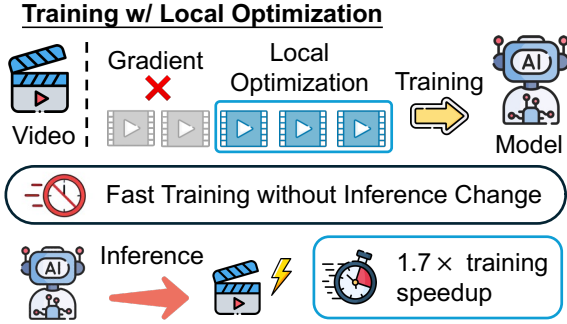 Training w/ Local Optimization
Gradient
Local
Optimization
Training
AI
Video
Model
Fast Training without Inference Change
AI
Inference
1.7 × training
speedup